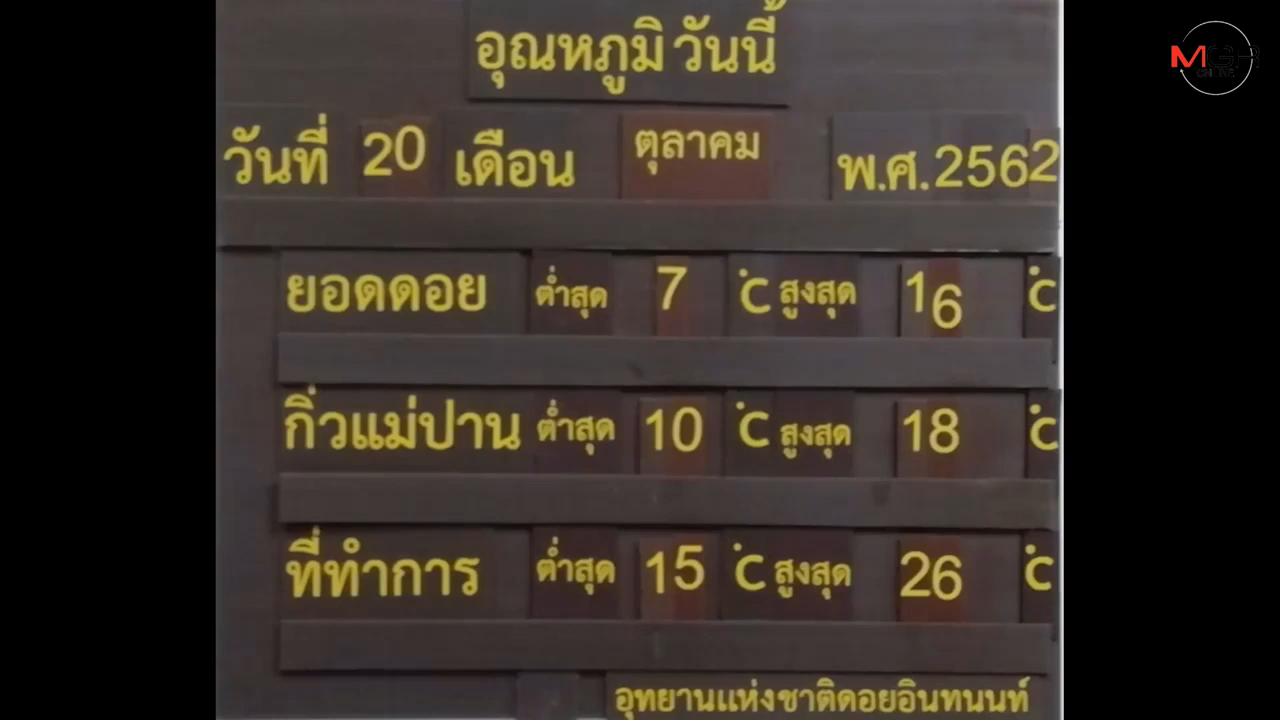 อุณหภูมิ วันนี้
MGR
ONLINE
วันที่ 20 เดือน ตุลาคม พ.ศ. 2562
ยอดดอย ต่ำสุด 7 °C สูงสุด 16 °C
กิ่วแม่ปาน ต่ำสุด 10 °C สูงสุด 18 °C
ที่ทำการ ต่ำสุด 15 °C สูงสุด 26 °C
อุทยานแห่งชาติดอยอินทนนท์